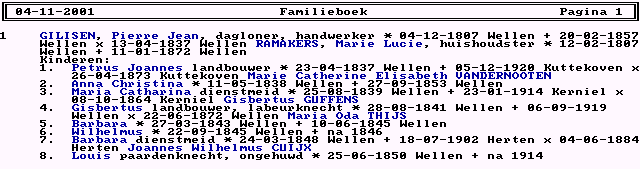 04-11-2001 Familieboek Pagina 1
1 GILISEN, Pierre Jean, dagloner, handwerker * 04-12-1807 Wellen + 20-02-1857
Wellen x 13-04-1837 Wellen RAMAKERS, Marie Lucie, huishoudster * 12-02-1807
Wellen + 11-01-1872 Wellen
Kinderen:
1. Petrus Joannes landbouwer * 23-04-1837 Wellen + 05-12-1920 Kuttekoven x
26-04-1873 Kuttekoven Marie Catherine Elisabeth VANDERNOOTEN
2. Anna Christina * 11-05-1838 Wellen + 27-09-1853 Wellen
3. Maria Catharina dienstmeid * 25-08-1839 Wellen + 23-01-1914 Kerniel x
08-10-1864 Kerniel Gisbertus GUFFENS
4. Gisbertus landbouwer, labeurknecht * 28-08-1841 Wellen + 06-09-1919
Wellen x 22-06-1872 Wellen Maria Oda THIJS
5. Barbara * 27-03-1843 Wellen + 10-06-1845 Wellen
6. Wilhelmus * 22-09-1845 Wellen + na 1846
7. Barbara dienstmeid * 24-03-1848 Wellen + 18-07-1902 Herten x 04-06-1884
Herten Joannes Wilhelmus CUIJX
8. Louis paardenknecht, ongehuwd * 25-06-1850 Wellen + na 1914